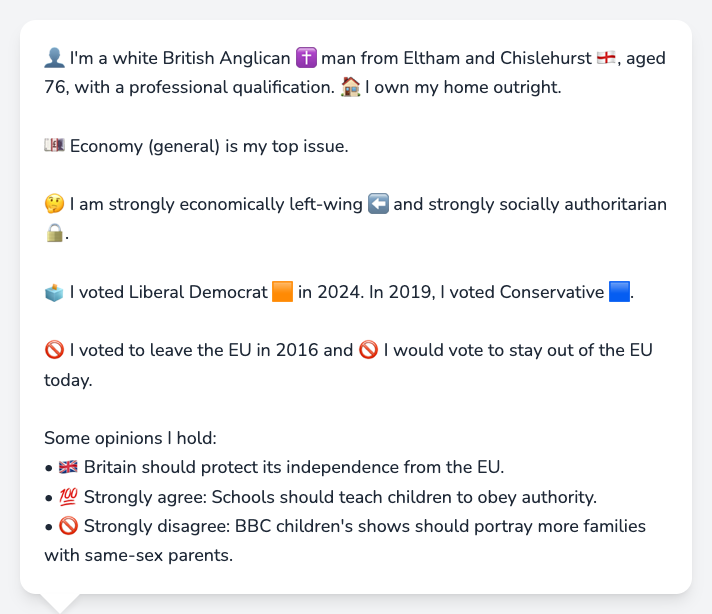 👤 I'm a white British Anglican ✝️ man from Eltham and Chislehurst 🏴󠁧󠁢󠁥󠁮󠁧󠁿, aged
76, with a professional qualification. 🏠 I own my home outright.
💷 Economy (general) is my top issue.
🤔 I am strongly economically left-wing ⬅️ and strongly socially authoritarian
🔒.
🗳️ I voted Liberal Democrat 🟧 in 2024. In 2019, I voted Conservative 🟦.
🚫 I voted to leave the EU in 2016 and 🚫 I would vote to stay out of the EU
today.
Some opinions I hold:
• 🇬🇧 Britain should protect its independence from the EU.
• 💯 Strongly agree: Schools should teach children to obey authority.
• 🚫 Strongly disagree: BBC children's shows should portray more families
with same-sex parents.